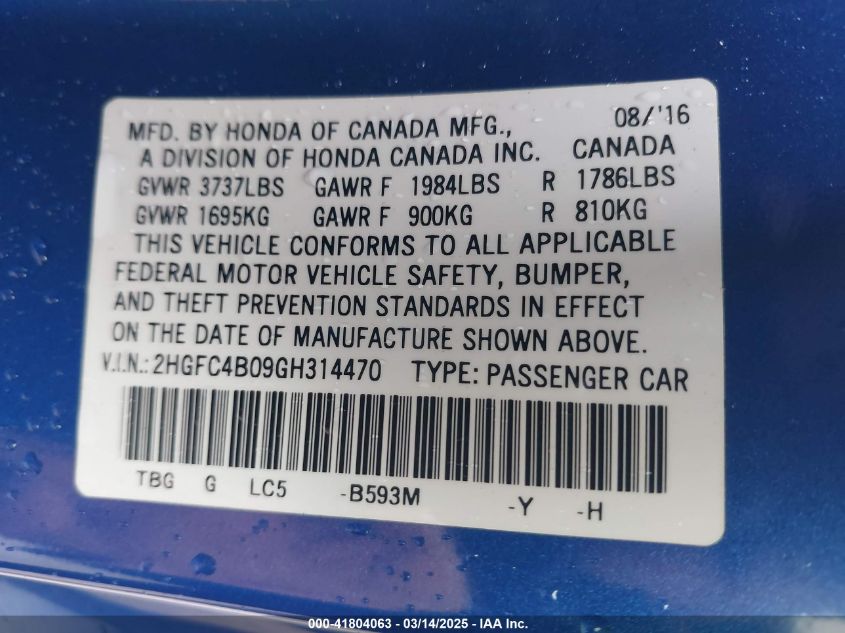 MFD. BY HONDA OF CANADA MFG., 08/'16
A DIVISION OF HONDA CANADA INC. CANADA
GVWR 3737LBS GAWR F 1984LBS R 1786LBS
GVWR 1695KG GAWR F 900KG R 810KG
THIS VEHICLE CONFORMS TO ALL APPLICABLE
FEDERAL MOTOR VEHICLE SAFETY, BUMPER,
AND THEFT PREVENTION STANDARDS IN EFFECT
ON THE DATE OF MANUFACTURE SHOWN ABOVE.
V.I.N.: 2HGFC4B09GH314470 TYPE: PASSENGER CAR
TBG G LC5 -B593M -Y -H
000-41804063 - 03/14/2025 - IAA Inc.